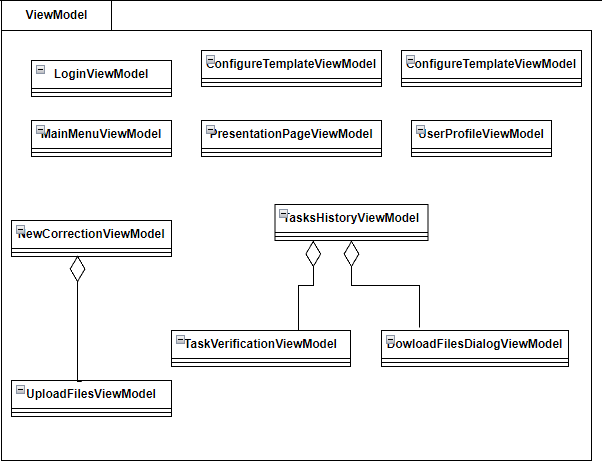 ViewModel
LoginViewModel
ConfigureTemplateViewModel
ConfigureTemplateViewModel
MainMenuViewModel
PresentationPageViewModel
UserProfileViewModel
NewCorrectionViewModel
TasksHistoryViewModel
TaskVerificationViewModel
DowloadFilesDialogViewModel
UploadFilesViewModel